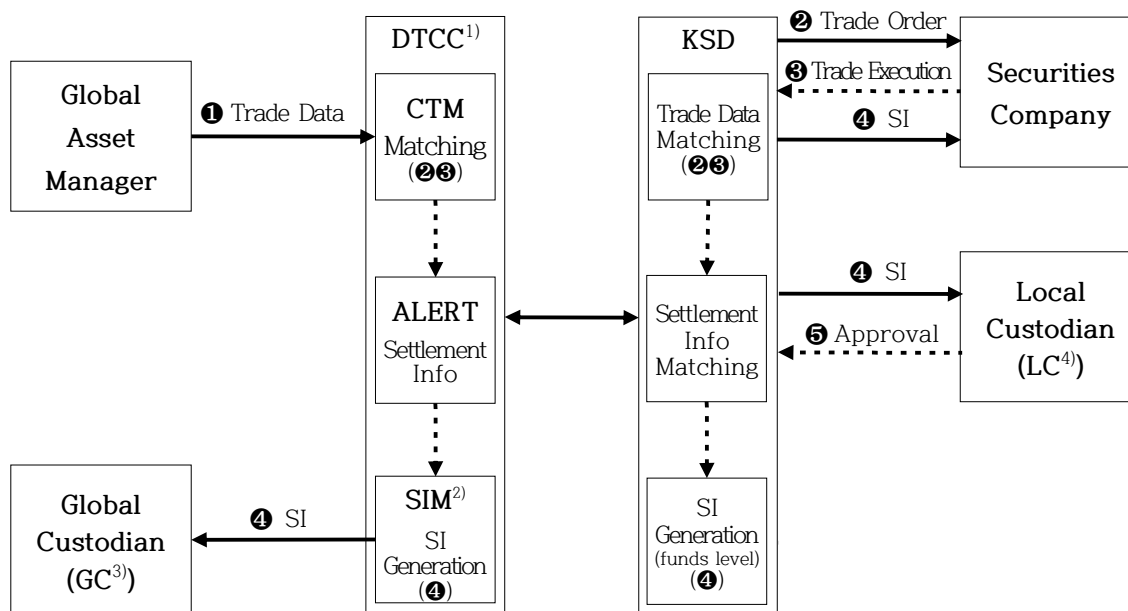 Global
Asset
Manager
❶ Trade Data
DTCC1)
CTM
Matching
(❷❸)
ALERT
Settlement
Info
SIM2)
SI
Generation
(❹)
Global
Custodian
(GC3))
❹ SI
KSD
Trade Data
Matching
(❷❸)
Settlement
Info
Matching
SI
Generation
(funds level)
(❹)
❷ Trade Order
❸ Trade Execution
❹ SI
Securities
Company
❹ SI
❺ Approval
Local
Custodian
(LC4))